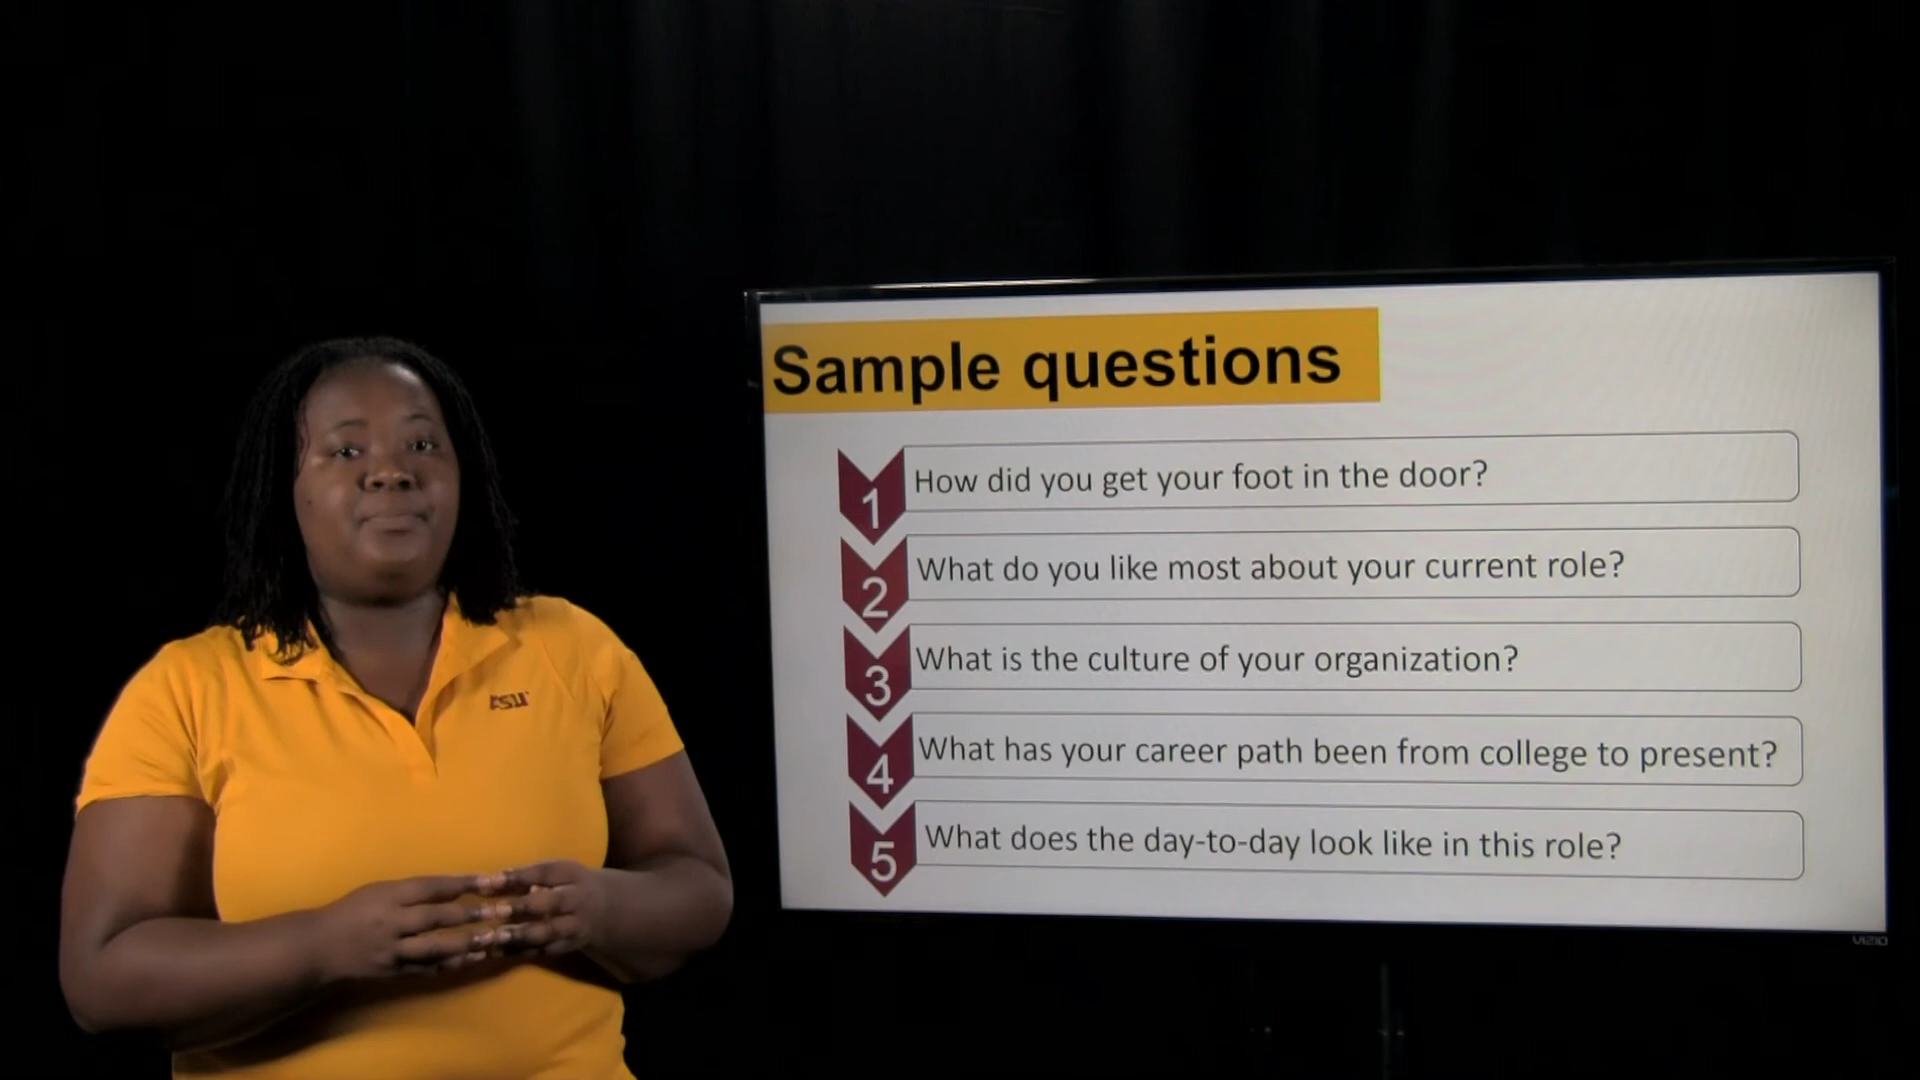 Sample questions
1 How did you get your foot in the door?
2 What do you like most about your current role?
3 What is the culture of your organization?
4 What has your career path been from college to present?
5 What does the day-to-day look like in this role?
ASU
VIZIO